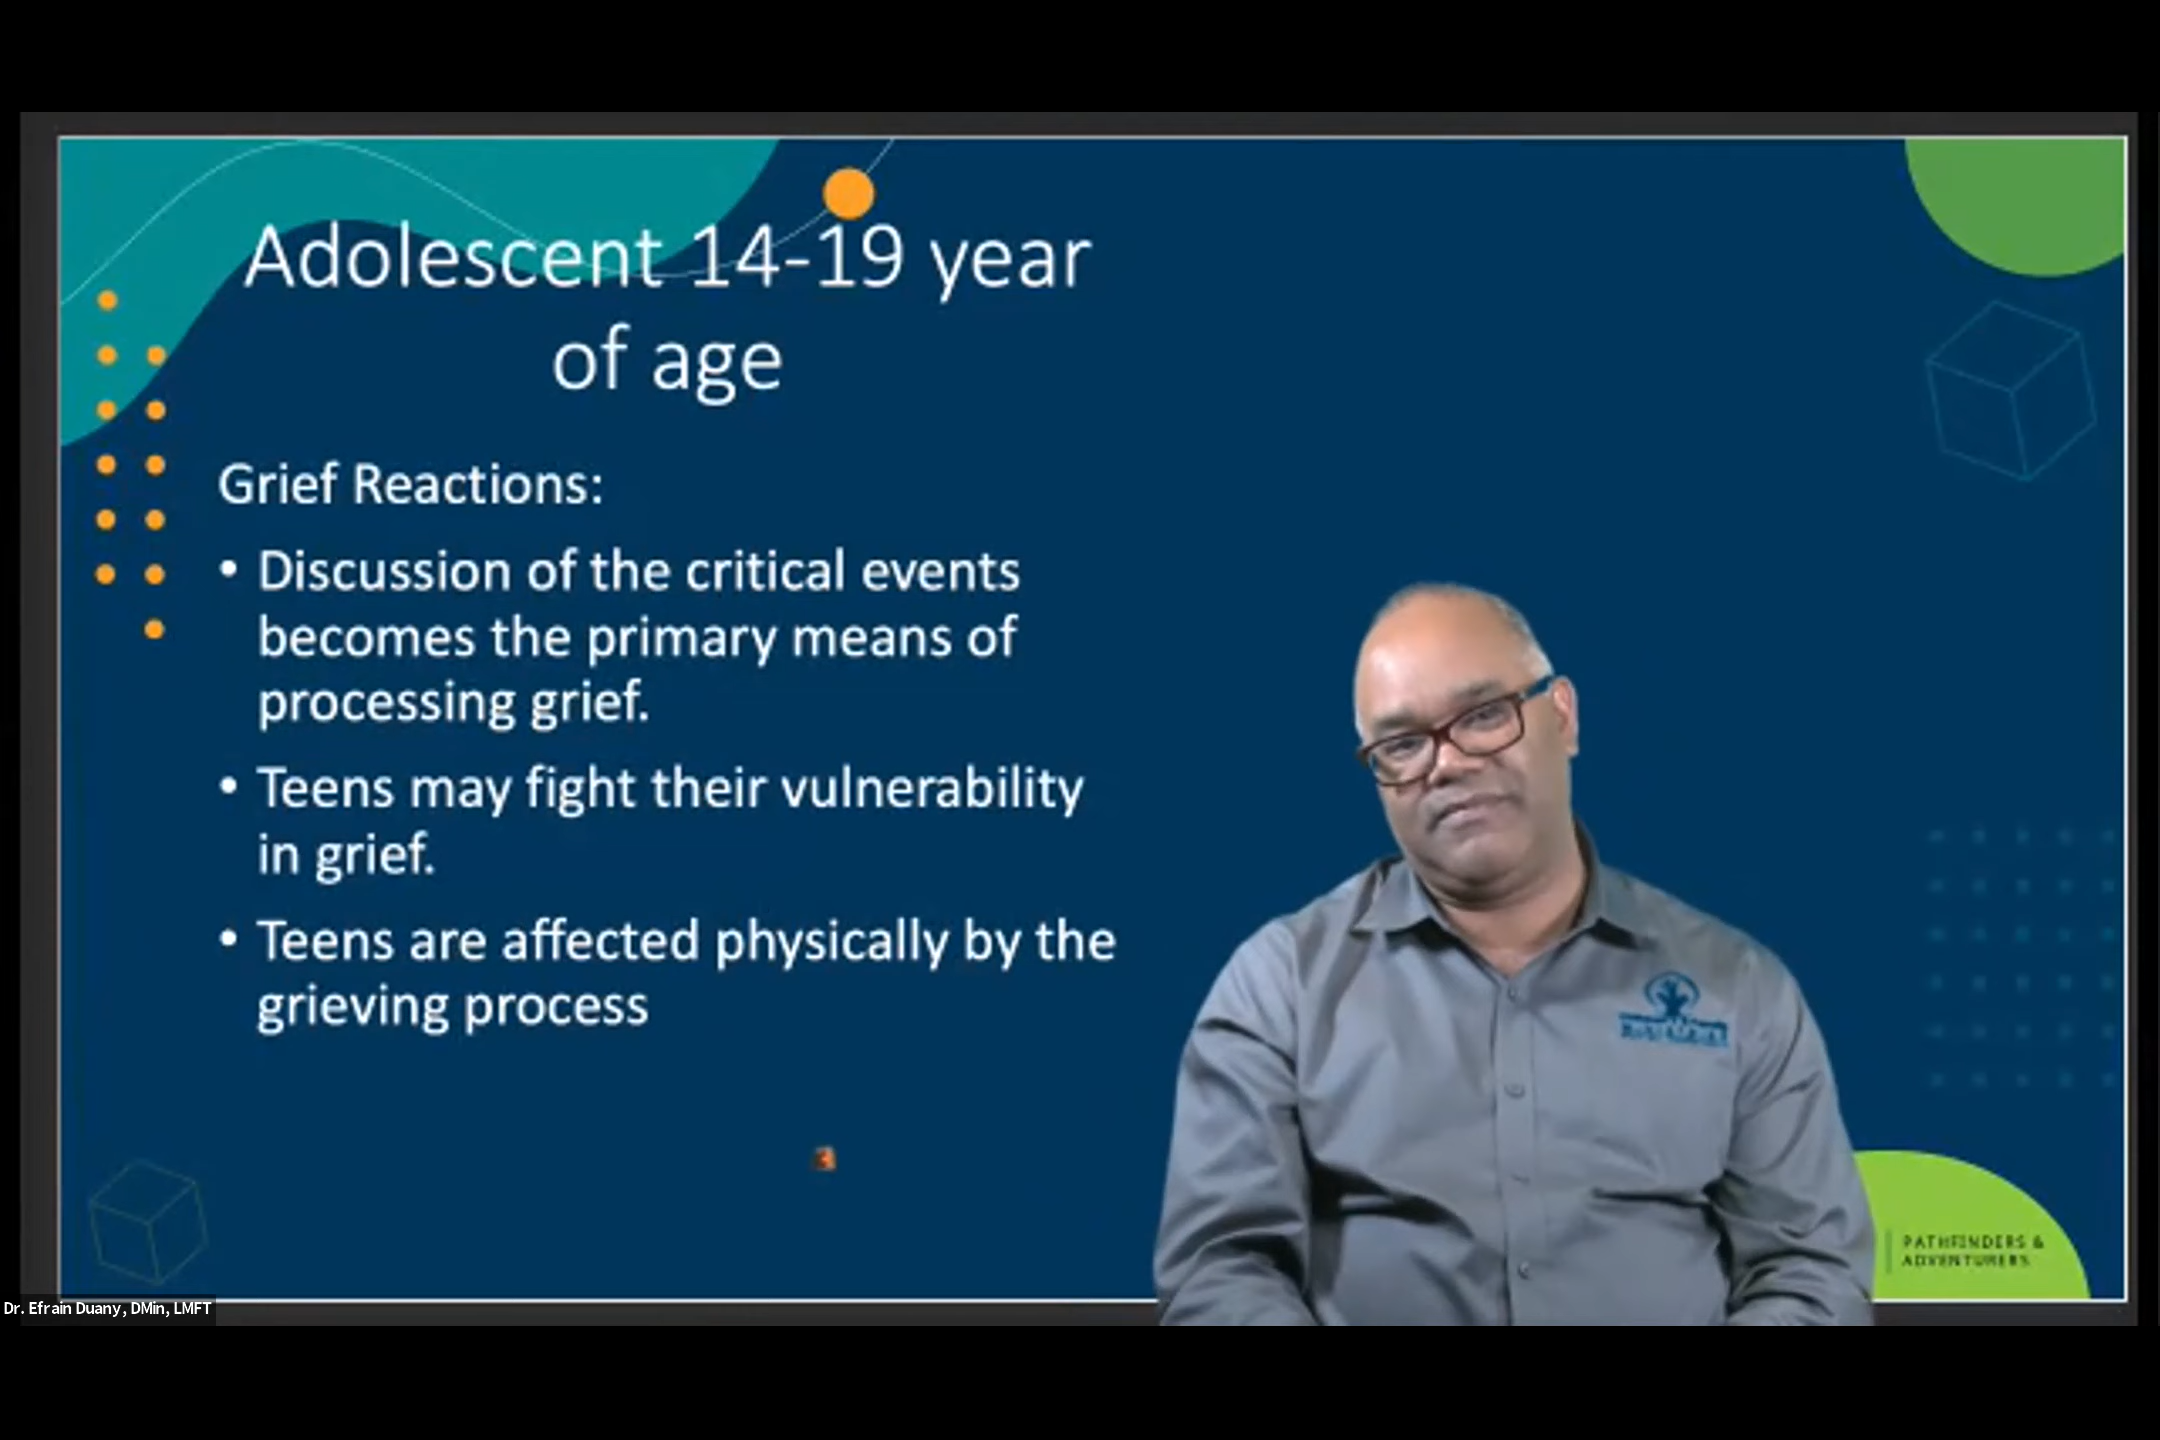 Adolescent 14-19 year
of age
Grief Reactions:
• Discussion of the critical events
becomes the primary means of
processing grief.
• Teens may fight their vulnerability
in grief.
• Teens are affected physically by the
grieving process
PATHFINDERS &
ADVENTURERS
Dr. Efrain Duany, DMin, LMFT